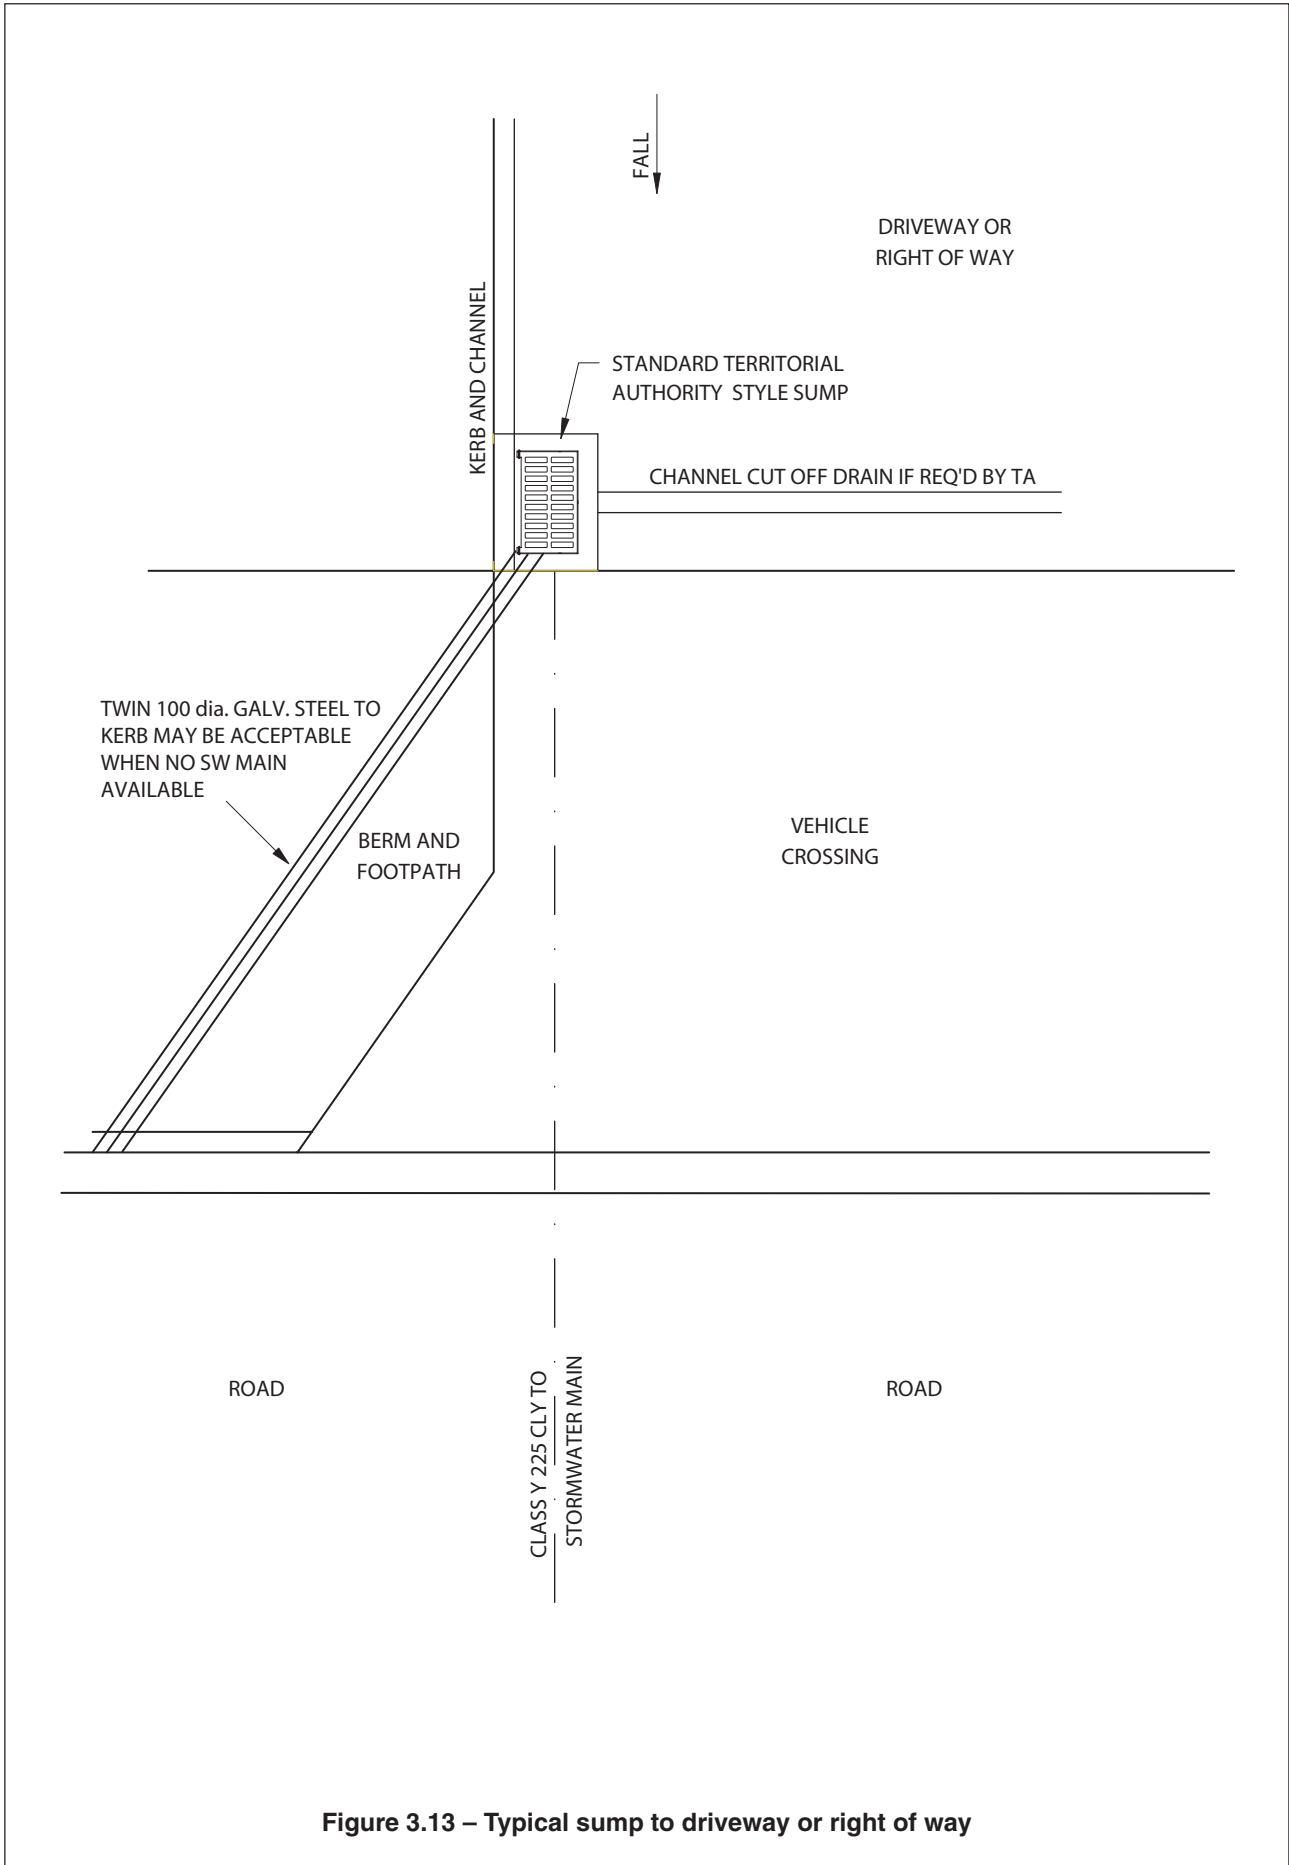 FALL
DRIVEWAY OR
RIGHT OF WAY
KERB AND CHANNEL
STANDARD TERRITORIAL
AUTHORITY STYLE SUMP
CHANNEL CUT OFF DRAIN IF REQ'D BY TA
TWIN 100 dia. GALV. STEEL TO
KERB MAY BE ACCEPTABLE
WHEN NO SW MAIN
AVAILABLE
BERM AND
FOOTPATH
VEHICLE
CROSSING
ROAD
CLASS Y 225 CLY TO
STORMWATER MAIN
ROAD
Figure 3.13 – Typical sump to driveway or right of way